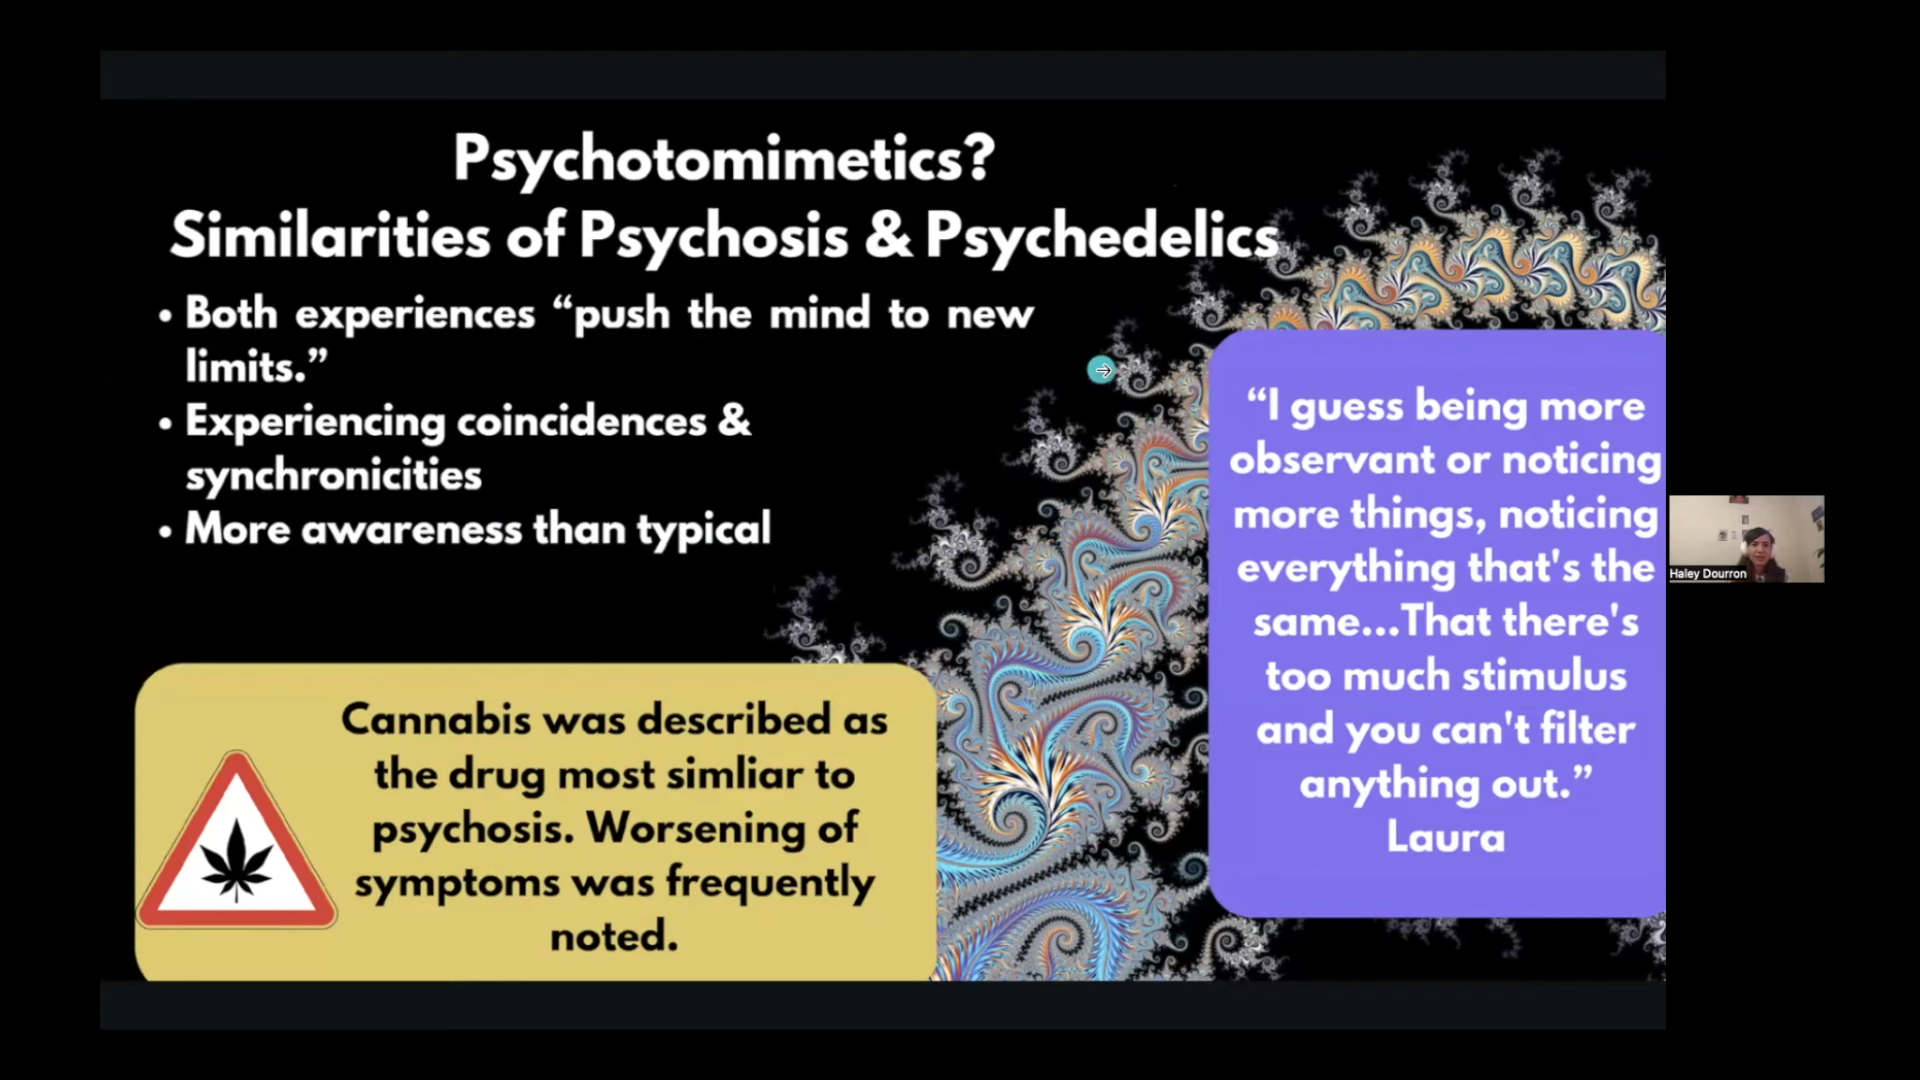 Psychotomimetics?
Similarities of Psychosis & Psychedelics
• Both experiences “push the mind to new
limits.”
• Experiencing coincidences &
synchronicities
• More awareness than typical
Cannabis was described as
the drug most simliar to
psychosis. Worsening of
symptoms was frequently
noted.
“I guess being more
observant or noticing
more things, noticing
everything that's the
same...That there's
too much stimulus
and you can't filter
anything out.”
Laura
Haley Dourron